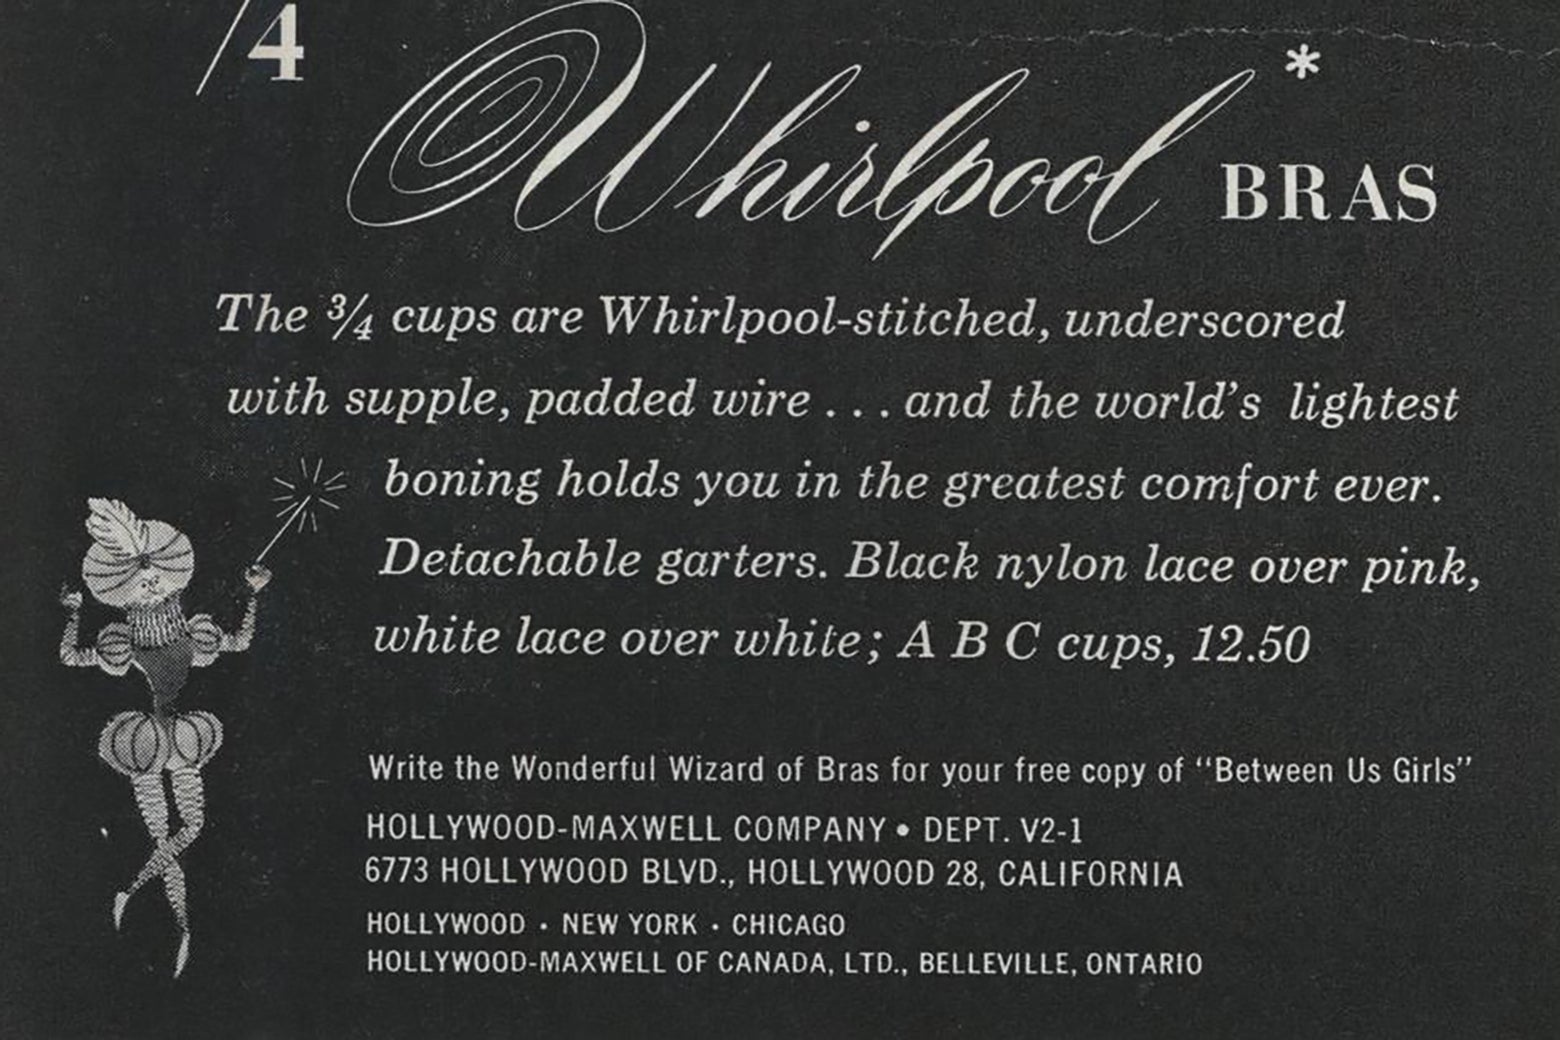 /4
Whirlpool* BRAS
The ¾ cups are Whirlpool-stitched, underscored
with supple, padded wire . . . and the world's lightest
boning holds you in the greatest comfort ever.
Detachable garters. Black nylon lace over pink,
white lace over white; A B C cups, 12.50
Write the Wonderful Wizard of Bras for your free copy of “Between Us Girls”
HOLLYWOOD-MAXWELL COMPANY • DEPT. V2-1
6773 HOLLYWOOD BLVD., HOLLYWOOD 28, CALIFORNIA
HOLLYWOOD · NEW YORK · CHICAGO
HOLLYWOOD-MAXWELL OF CANADA, LTD., BELLEVILLE, ONTARIO